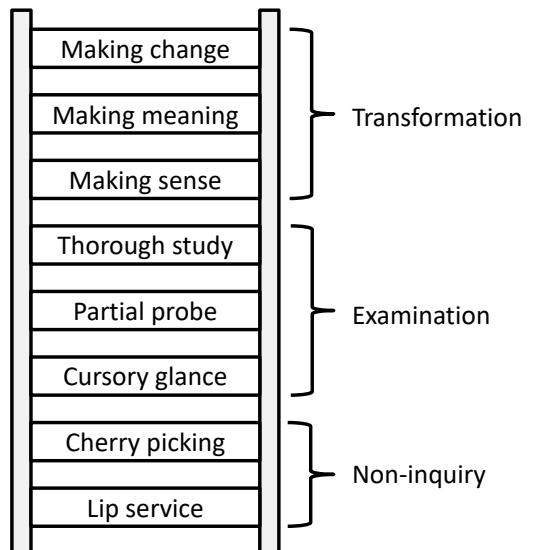 Making change
Making meaning
Transformation
Making sense
Thorough study
Partial probe
Examination
Cursory glance
Cherry picking
Non-inquiry
Lip service